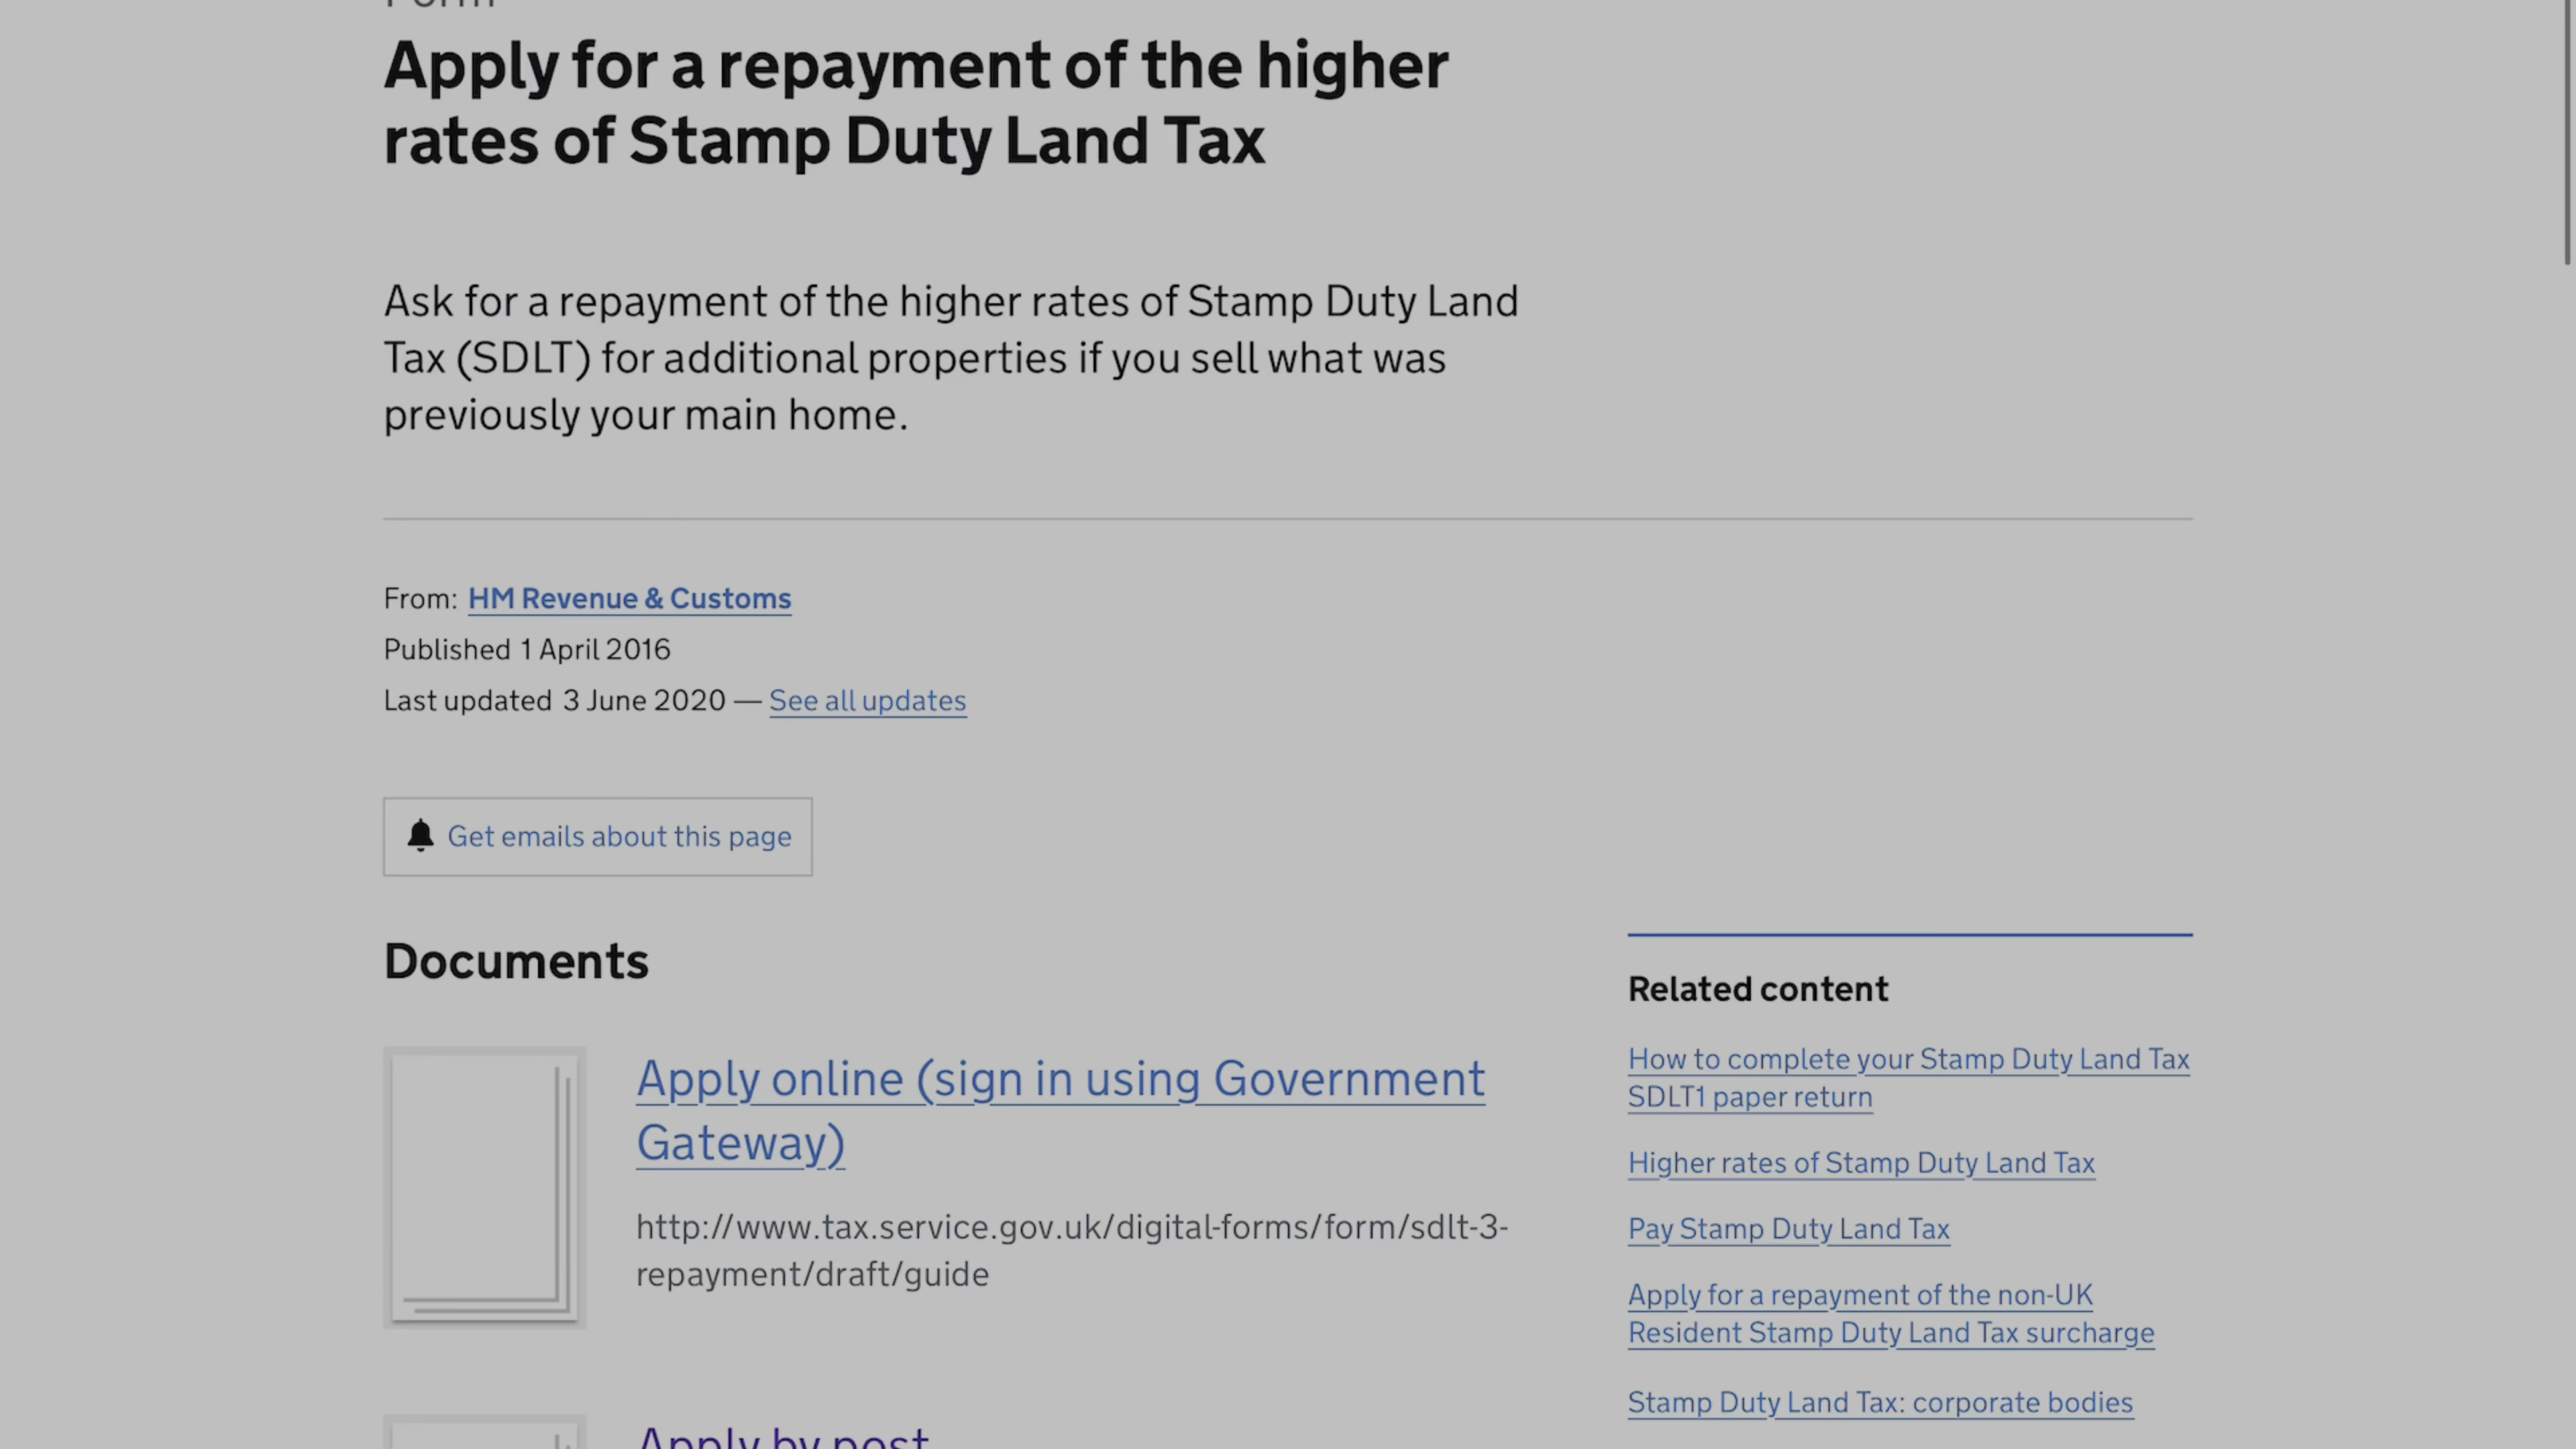 Form
Apply for a repayment of the higher
rates of Stamp Duty Land Tax
Ask for a repayment of the higher rates of Stamp Duty Land
Tax (SDLT) for additional properties if you sell what was
previously your main home.
From: HM Revenue & Customs
Published 1 April 2016
Last updated 3 June 2020 — See all updates
Get emails about this page
Documents
Apply online (sign in using Government
Gateway)
http://www.tax.service.gov.uk/digital-forms/form/sdlt-3-
repayment/draft/guide
Apply by post
Related content
How to complete your Stamp Duty Land Tax
SDLT1 paper return
Higher rates of Stamp Duty Land Tax
Pay Stamp Duty Land Tax
Apply for a repayment of the non-UK
Resident Stamp Duty Land Tax surcharge
Stamp Duty Land Tax: corporate bodies